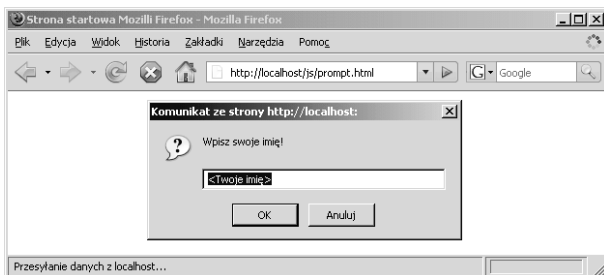 Strona startowa Mozilli Firefox - Mozilla Firefox
Plik Edycja Widok Historia Zakładki Narzędzia Pomoc
http://localhost/js/prompt.html G Google
Komunikat ze strony http://localhost:
Wpisz swoje imię!
<Twoje imię>
OK Anuluj
Przesyłanie danych z localhost...